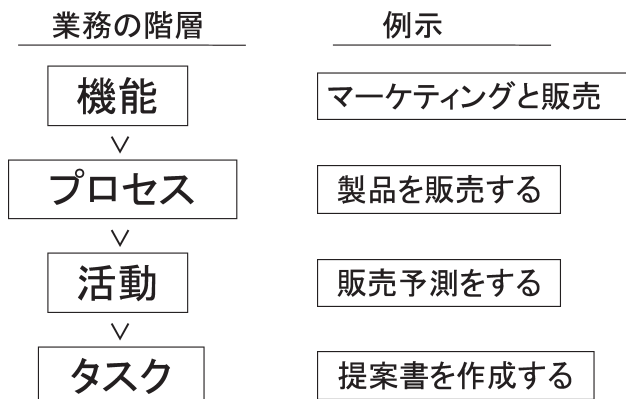 業務の階層 例示
機能 マーケティングと販売
∨
プロセス 製品を販売する
∨
活動 販売予測をする
∨
タスク 提案書を作成する